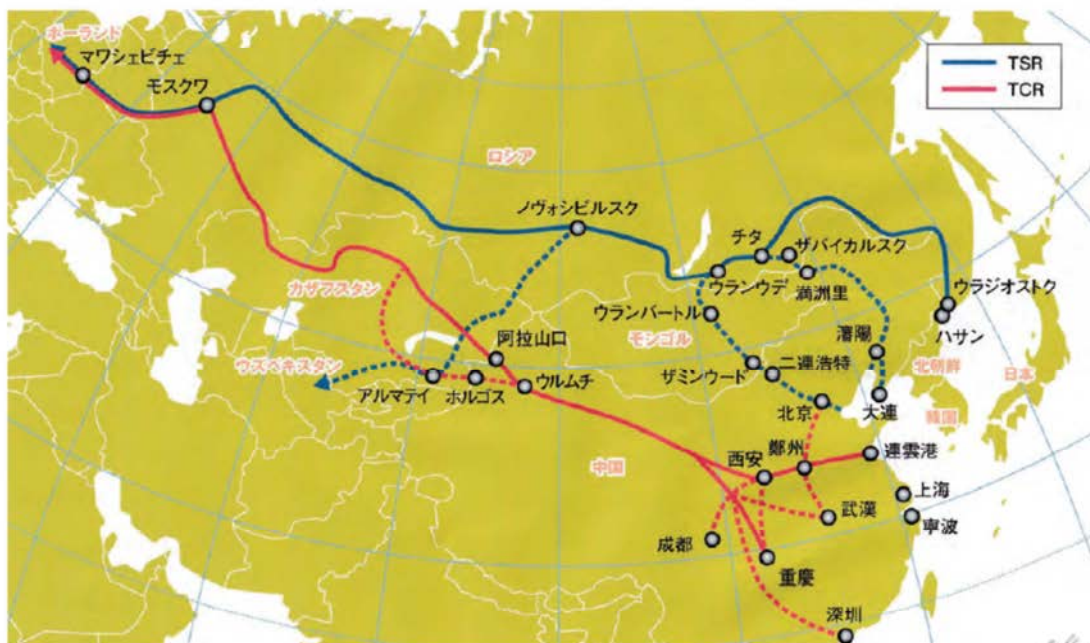 ポーランド
マワシェビチェ
モスクワ
TSR
TCR
ロシア
ノヴォシビルスク
チタ
ザバイカルスク
ウランウデ
満洲里
ウラジオストク
ハサン
カザフスタン
ウランバートル
モンゴル
瀋陽
阿拉山口
ザミンウード
二連浩特
北朝鮮
日本
ウズベキスタン
アルマテイ
ホルゴス
ウルムチ
北京
大連
韓国
中国
西安
鄭州
連雲港
上海
武漢
寧波
成都
重慶
深圳